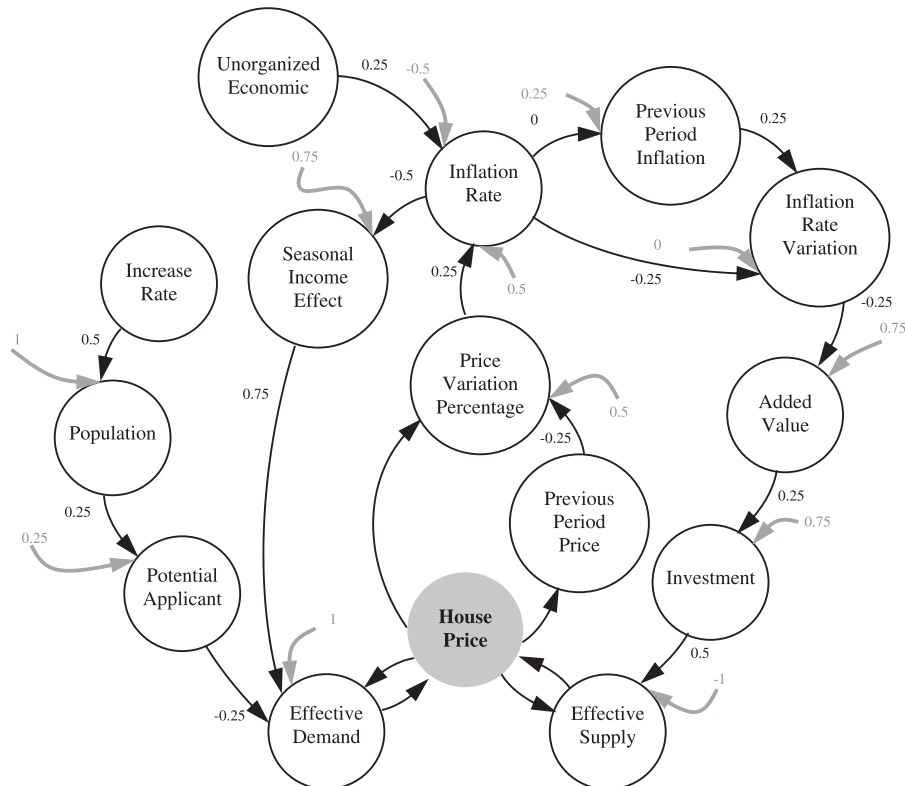 Unorganized
Economic
0.25
-0.5
0.25
0
Previous
Period
Inflation
0.25
0.75
-0.5
Inflation
Rate
Inflation
Rate
Variation
Increase
Rate
Seasonal
Income
Effect
0.25
0.5
0
-0.25
-0.25
0.75
1
0.5
0.75
Price
Variation
Percentage
0.5
Added
Value
Population
-0.25
0.25
0.25
0.25
0.75
Previous
Period
Price
Potential
Applicant
Investment
House
Price
1
0.5
-1
-0.25
Effective
Demand
Effective
Supply